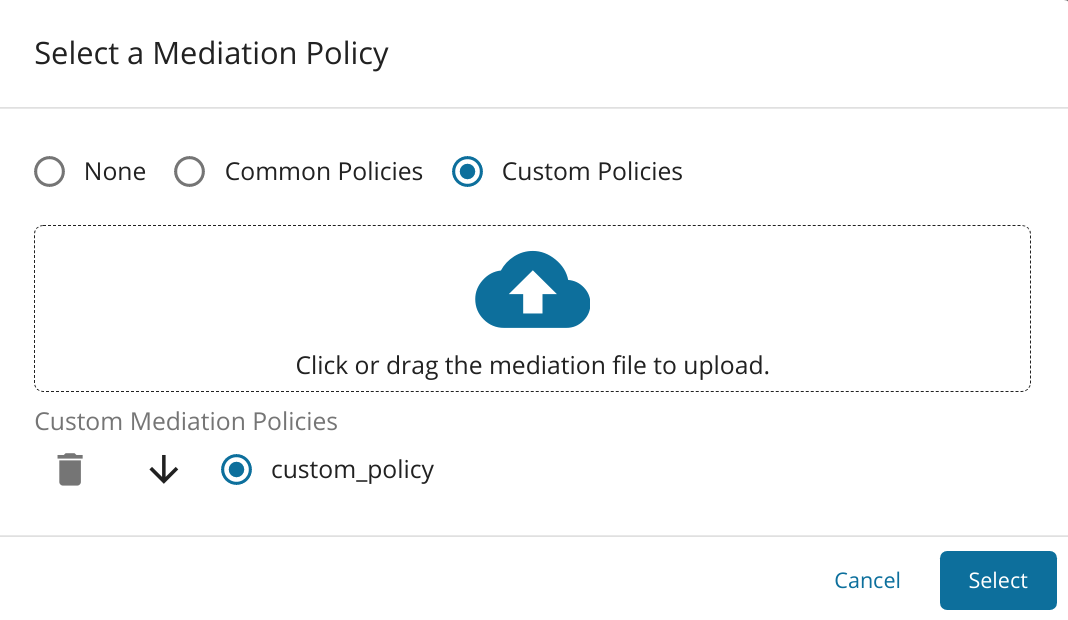 Select a Mediation Policy
None Common Policies Custom Policies
Click or drag the mediation file to upload.
Custom Mediation Policies
custom_policy
Cancel Select